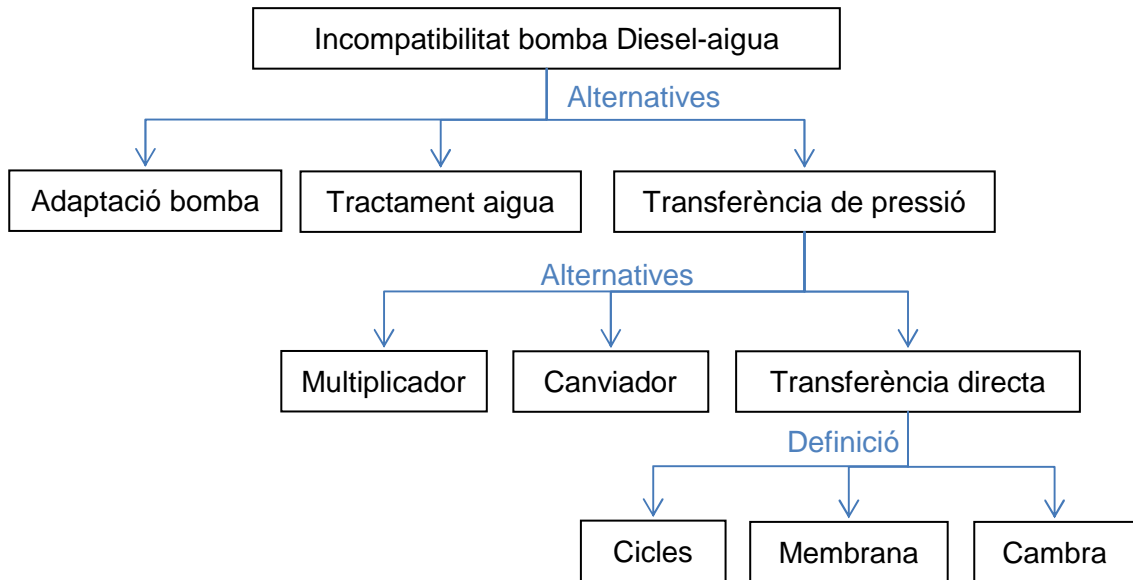 Incompatibilitat bomba Diesel-aigua
Alternatives
Adaptació bomba
Tractament aigua
Transferència de pressió
Alternatives
Multiplicador
Canviador
Transferència directa
Definició
Cicles
Membrana
Cambra